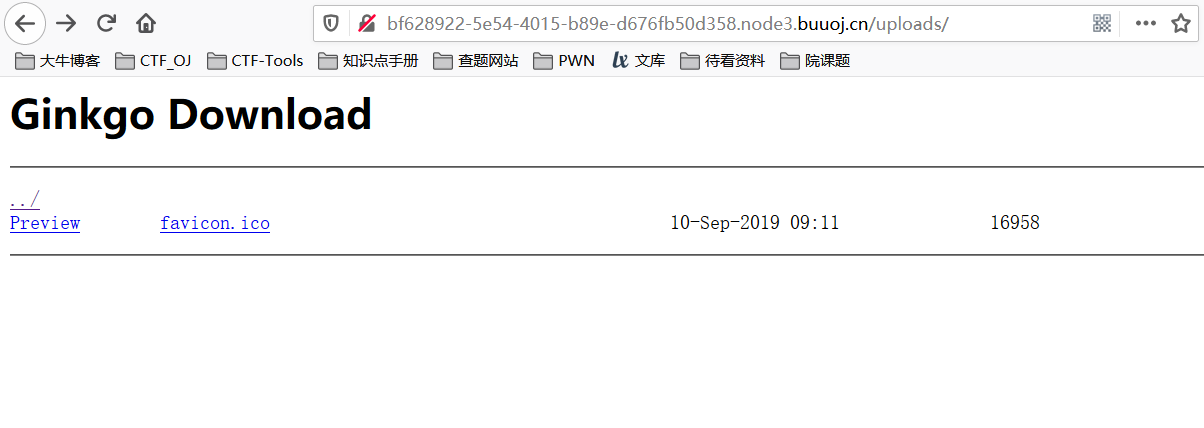 bf628922-5e54-4015-b89e-d676fb50d358.node3.buuoj.cn/uploads/
大牛博客 CTF_OJ CTF-Tools 知识点手册 查题网站 PWN lx 文库 待看资料 院课题
Ginkgo Download
../
Preview favicon.ico 10-Sep-2019 09:11 16958